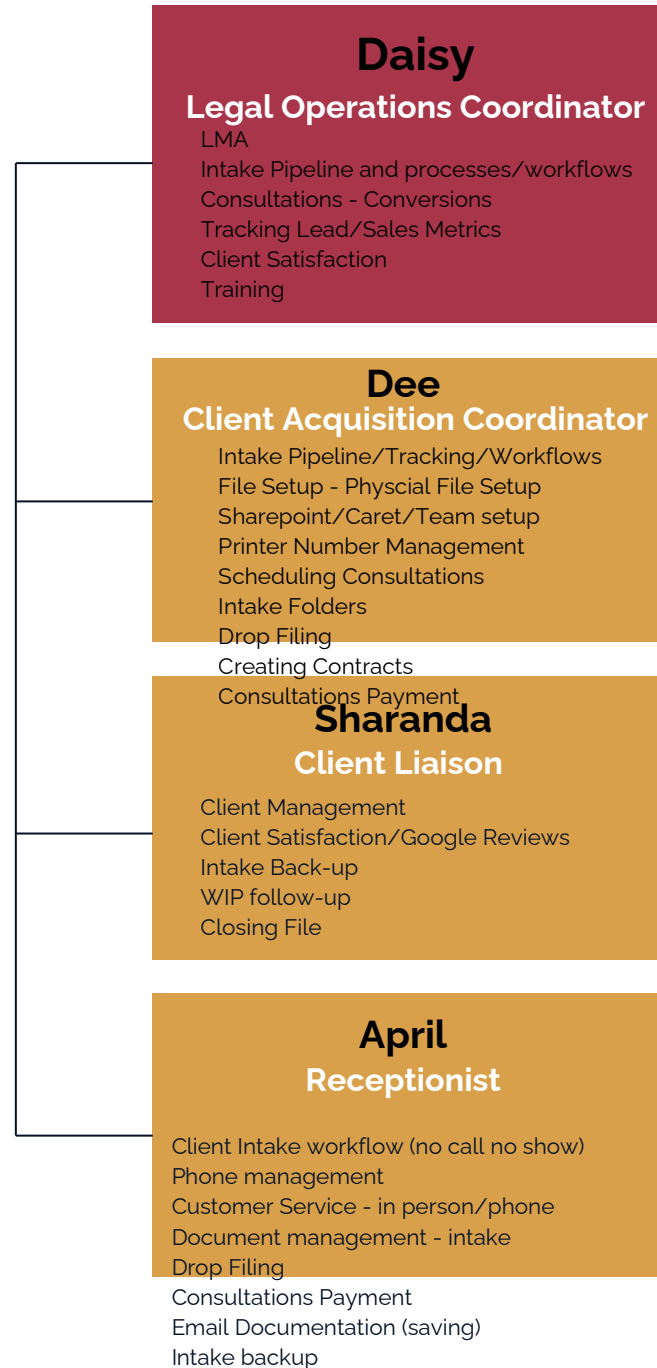 Daisy
Legal Operations Coordinator
LMA
Intake Pipeline and processes/workflows
Consultations - Conversions
Tracking Lead/Sales Metrics
Client Satisfaction
Training
Dee
Client Acquisition Coordinator
Intake Pipeline/Tracking/Workflows
File Setup - Physcial File Setup
Sharepoint/Caret/Team setup
Printer Number Management
Scheduling Consultations
Intake Folders
Drop Filing
Creating Contracts
Consultations Payment
Sharanda
Client Liaison
Client Management
Client Satisfaction/Google Reviews
Intake Back-up
WIP follow-up
Closing File
April
Receptionist
Client Intake workflow (no call no show)
Phone management
Customer Service - in person/phone
Document management - intake
Drop Filing
Consultations Payment
Email Documentation (saving)
Intake backup